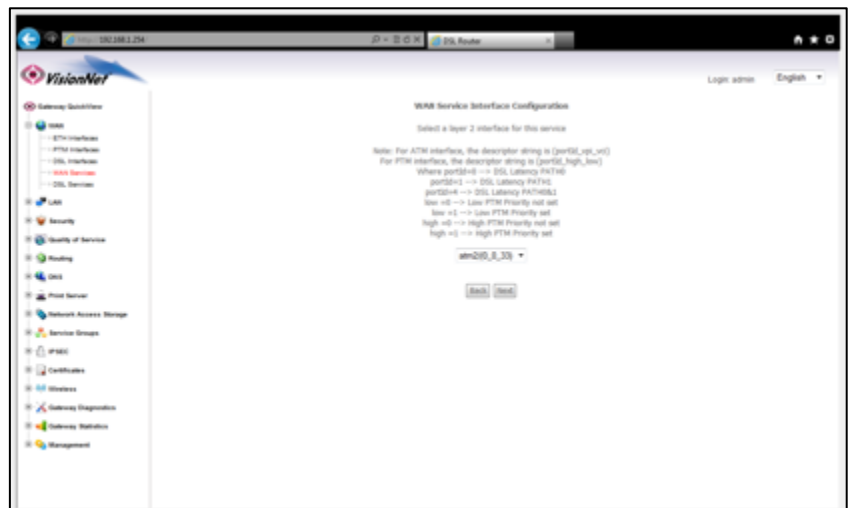 http://192.168.1.254
DSL Router
VisionNet
Login: admin
English
Gateway QuickView
WAN
ETH Interfaces
PTM Interfaces
DSL Interfaces
WAN Services
DSL Services
LAN
Security
Quality of Service
Routing
DNS
Print Server
Network Access Storage
Service Groups
IPSEC
Certificates
Wireless
Gateway Diagnostics
Gateway Statistics
Management
WAN Service Interface Configuration
Select a layer 2 interface for this service
Note: For ATM interface, the descriptor string is (portId_vpi_vci)
For PTM interface, the descriptor string is (portId_high_low)
Where portId=0 --> DSL Latency PATH0
portId=1 --> DSL Latency PATH1
portId=4 --> DSL Latency PATH0&1
low =0 --> Low PTM Priority not set
low =1 --> Low PTM Priority set
high =0 --> High PTM Priority not set
high =1 --> High PTM Priority set
atm2/(0_0_33)
Back Next